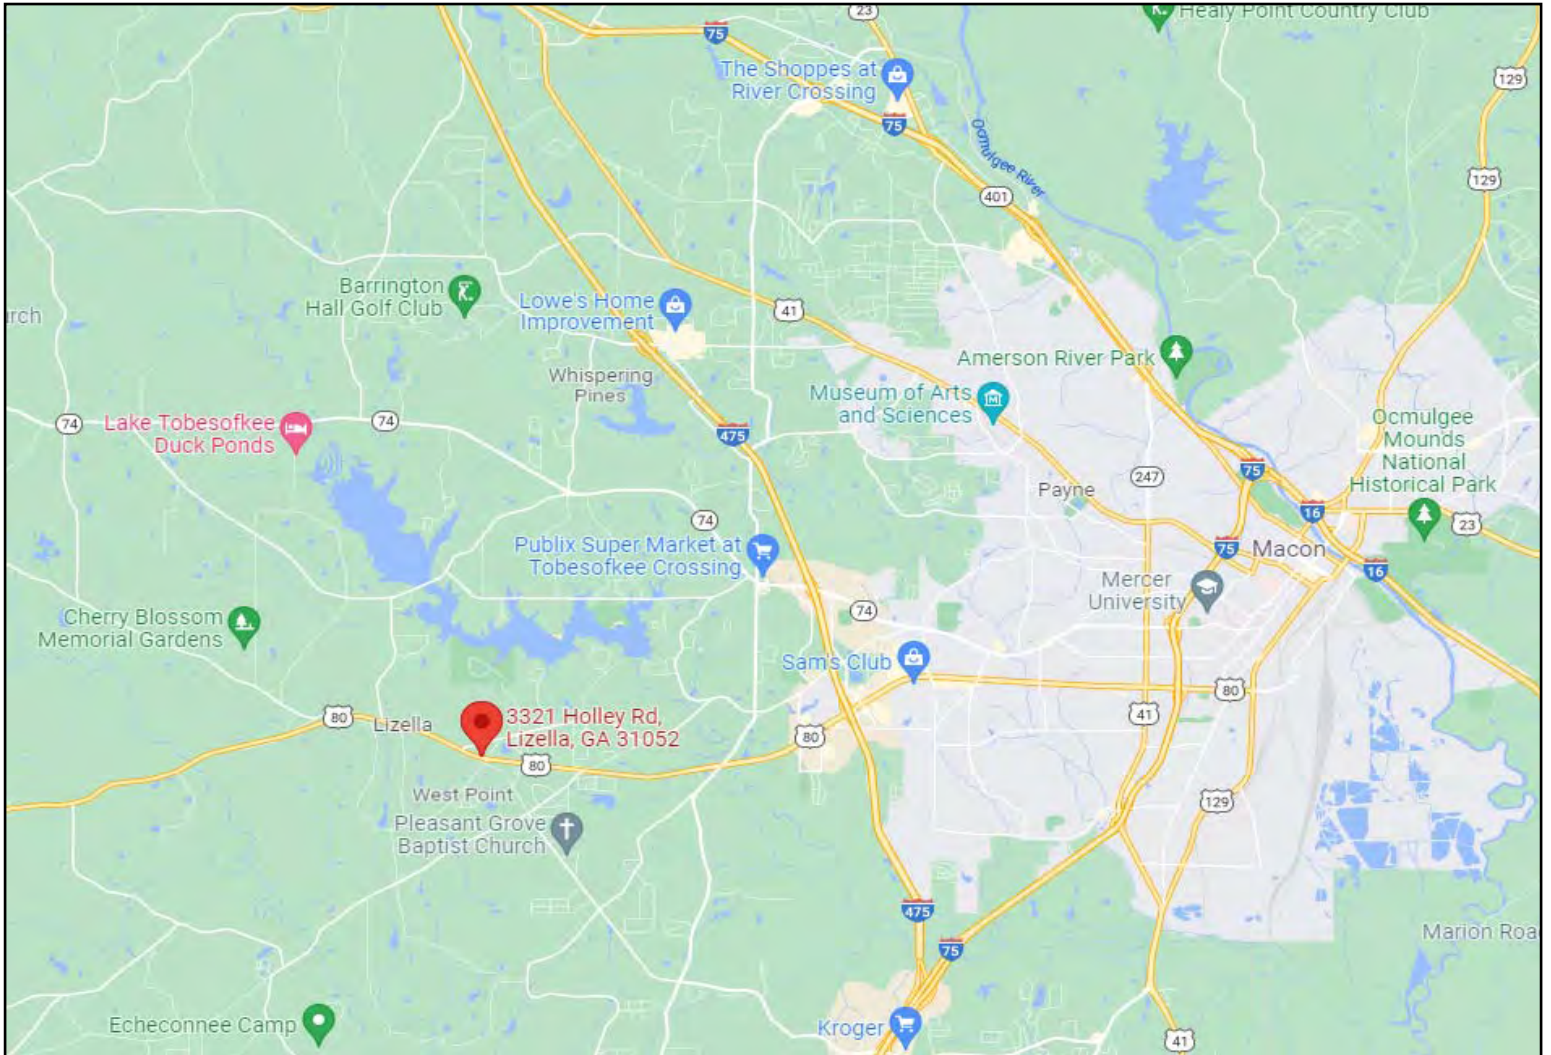 23
Healy Point Country Club
75
The Shoppes at
River Crossing
129
75
Ocmulgee River
129
401
Barrington
Hall Golf Club
Lowe's Home
Improvement
41
Amerson River Park
Whispering
Pines
Museum of Arts
and Sciences
Ocmulgee
Mounds
National
Historical Park
74
Lake Tobesofkee
Duck Ponds
74
475
75
247
Payne
16
23
74
Publix Super Market at
Tobesofkee Crossing
75
Macon
16
Mercer
University
74
Cherry Blossom
Memorial Gardens
Sam's Club
80
80
Lizella
3321 Holley Rd,
Lizella, GA 31052
41
80
80
West Point
129
Pleasant Grove
Baptist Church
475
75
Marion Roa
Echeconnee Camp
Kroger
41